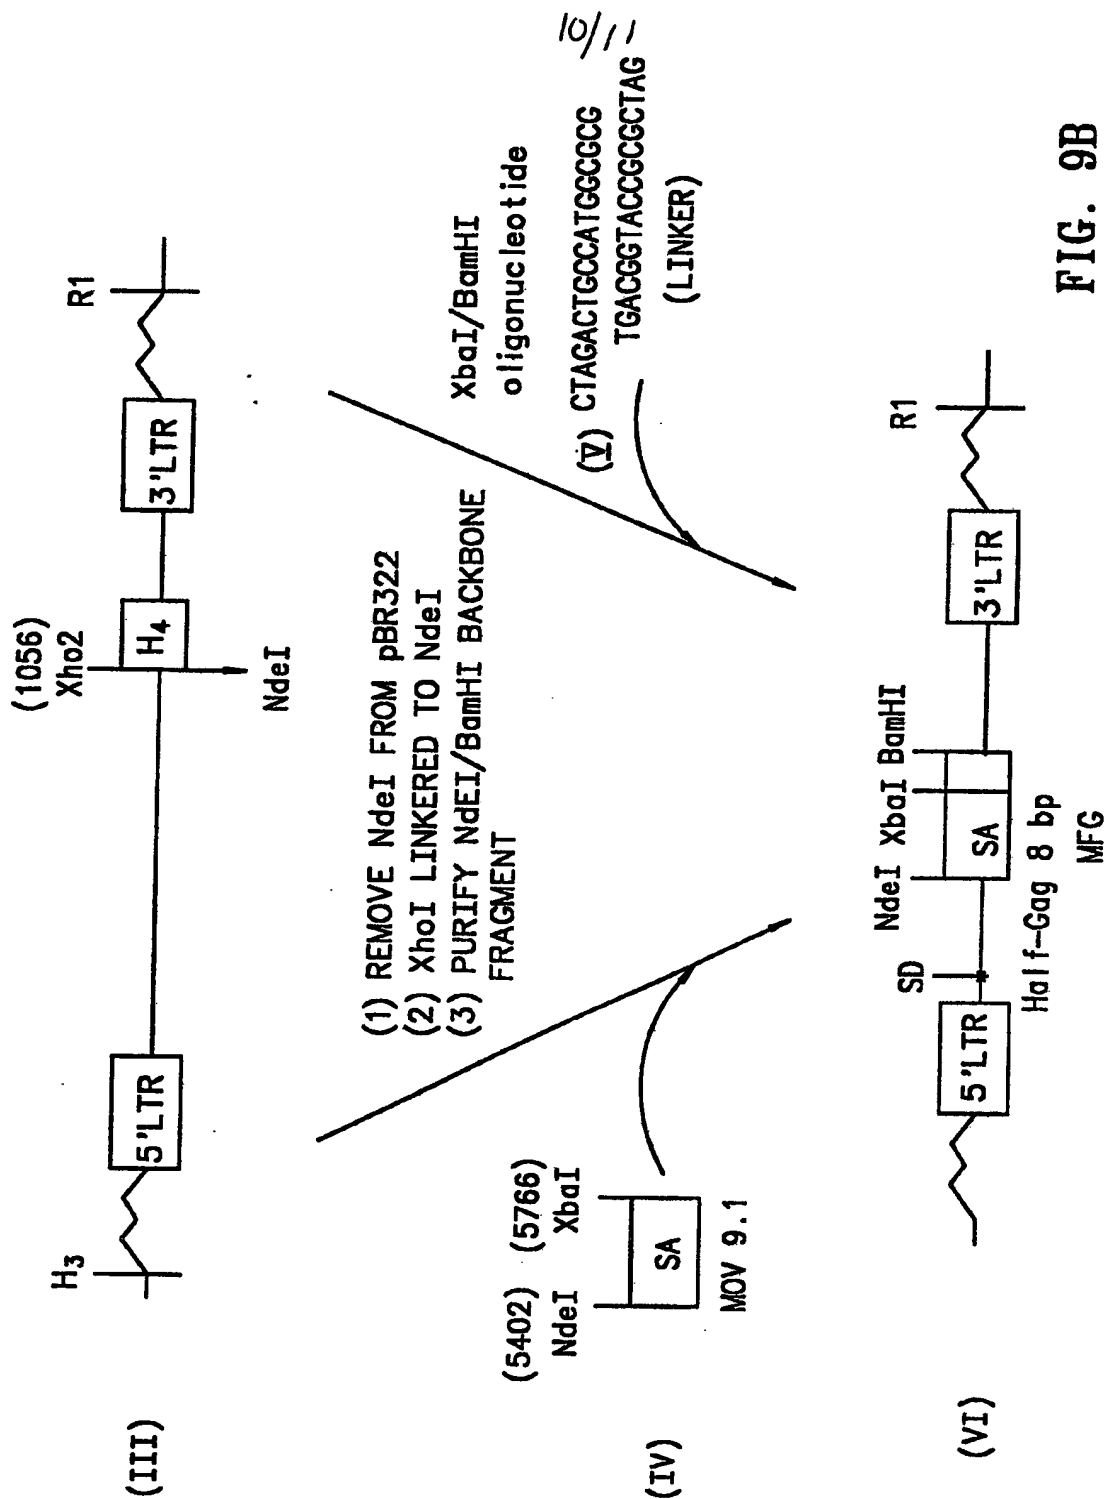 10/11
(III)
H3
5'LTR
(1056)
Xho2
H4
NdeI
3'LTR
R1
(1) REMOVE NdeI FROM pBR322
(2) XhoI LINKERED TO NdeI
(3) PURIFY NdEI/BamHI BACKBONE
FRAGMENT
XbaI/BamHI
oligonucleotide
(V) CTAGACTGCCATGGCGCG
TGACGGTACCGCGCTAG
(LINKER)
(IV)
(5402)
NdeI
(5766)
XbaI
SA
MOV 9.1
(VI)
5'LTR
SD
NdeI XbaI BamHI
SA
3'LTR
R1
Half-Gag 8 bp
MFG
FIG. 9B